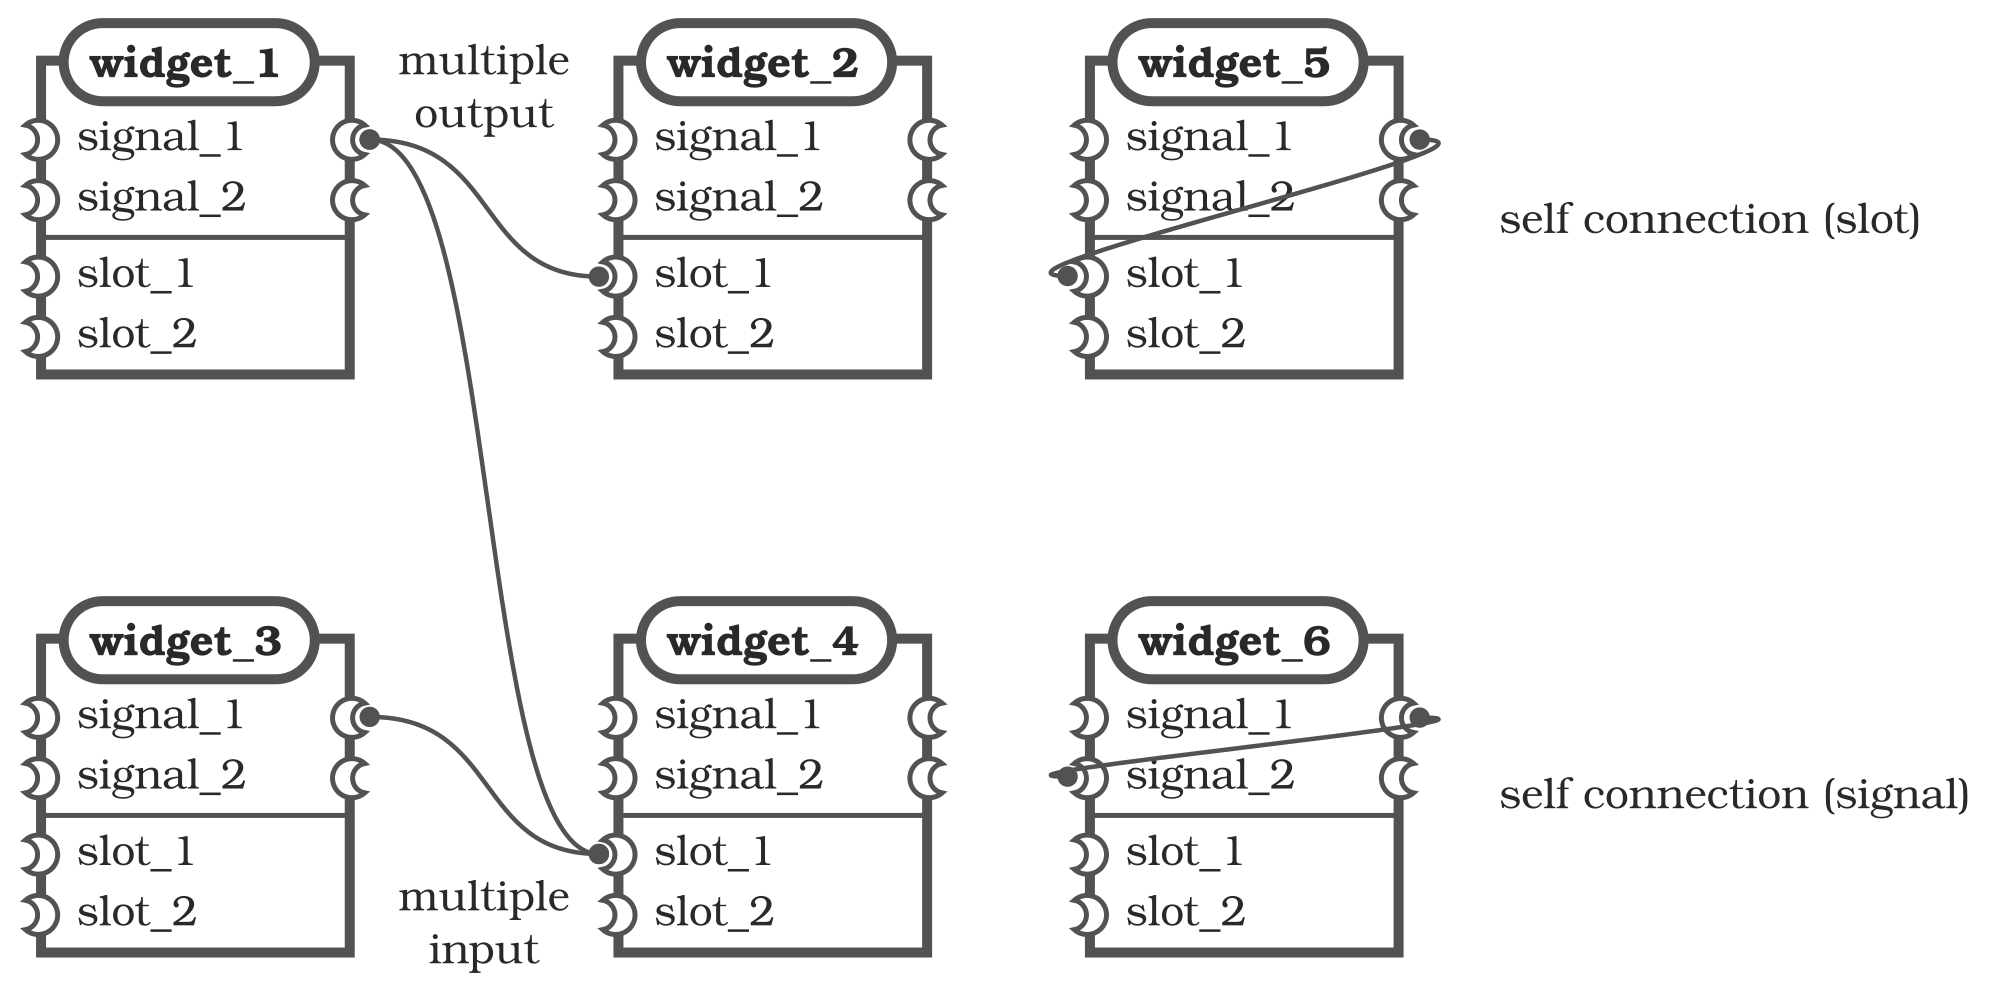 widget_1
signal_1
signal_2
slot_1
slot_2
multiple
output
widget_2
signal_1
signal_2
slot_1
slot_2
widget_5
signal_1
signal_2
slot_1
slot_2
self connection (slot)
widget_3
signal_1
signal_2
slot_1
slot_2
multiple
input
widget_4
signal_1
signal_2
slot_1
slot_2
widget_6
signal_1
signal_2
slot_1
slot_2
self connection (signal)